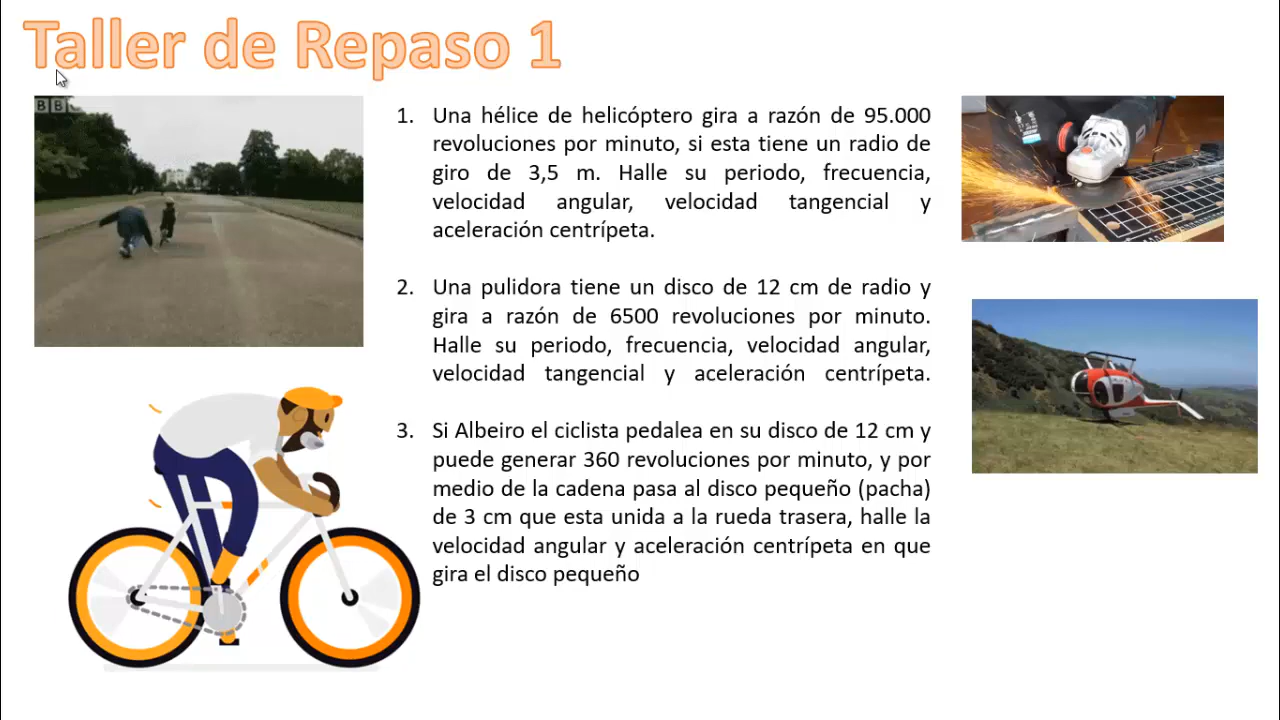 Taller de Repaso 1
BB
1. Una hélice de helicóptero gira a razón de 95.000
revoluciones por minuto, si esta tiene un radio de
giro de 3,5 m. Halle su periodo, frecuencia,
velocidad angular, velocidad tangencial y
aceleración centrípeta.
2. Una pulidora tiene un disco de 12 cm de radio y
gira a razón de 6500 revoluciones por minuto.
Halle su periodo, frecuencia, velocidad angular,
velocidad tangencial y aceleración centrípeta.
3. Si Albeiro el ciclista pedalea en su disco de 12 cm y
puede generar 360 revoluciones por minuto, y por
medio de la cadena pasa al disco pequeño (pacha)
de 3 cm que esta unida a la rueda trasera, halle la
velocidad angular y aceleración centrípeta en que
gira el disco pequeño